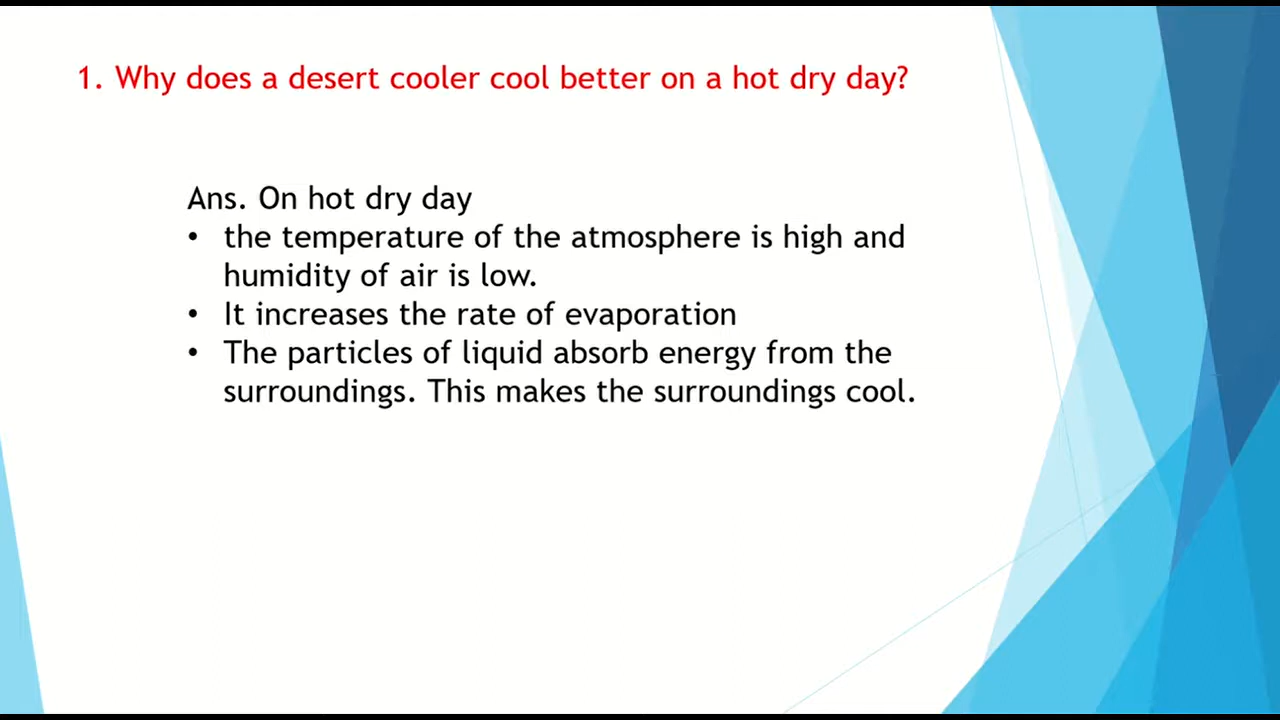 1. Why does a desert cooler cool better on a hot dry day?
Ans. On hot dry day
• the temperature of the atmosphere is high and
humidity of air is low.
• It increases the rate of evaporation
• The particles of liquid absorb energy from the
surroundings. This makes the surroundings cool.